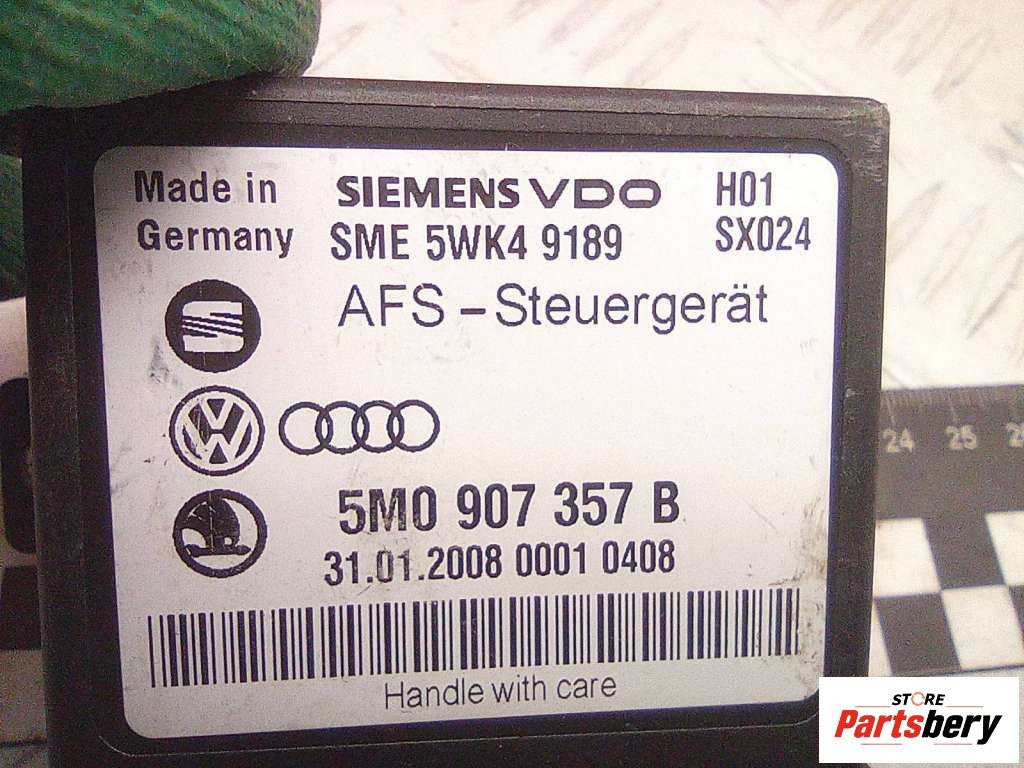 Made in SIEMENS VDO H01
Germany SME 5WK4 9189 SX024
AFS - Steuergerät
5M0 907 357 B
31.01.2008 0001 0408
Handle with care
24 25
STORE
Partsbery